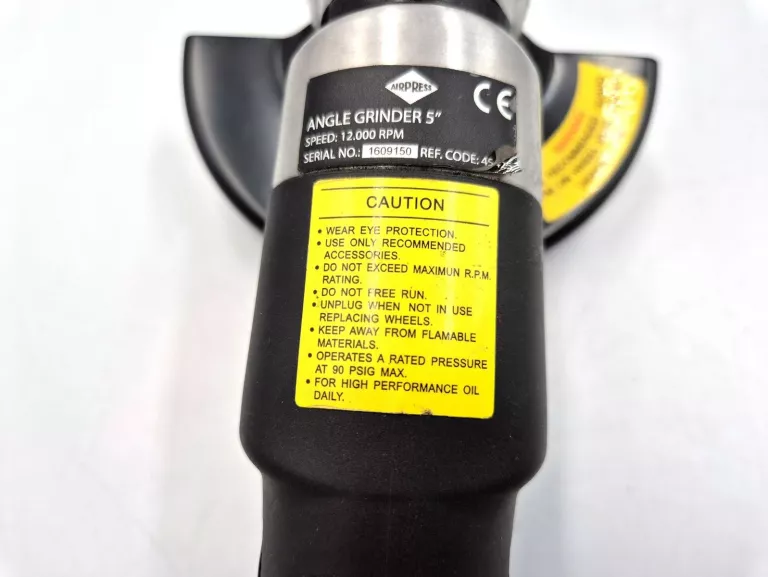 AIRPRESS
CE
ANGLE GRINDER 5"
SPEED: 12.000 RPM
SERIAL NO.: 1609150 REF. CODE:
CAUTION
• WEAR EYE PROTECTION.
• USE ONLY RECOMMENDED
ACCESSORIES.
• DO NOT EXCEED MAXIMUN R.P.M.
RATING.
• DO NOT FREE RUN.
• UNPLUG WHEN NOT IN USE
REPLACING WHEELS.
• KEEP AWAY FROM FLAMABLE
MATERIALS.
• OPERATES A RATED PRESSURE
AT 90 PSIG MAX.
• FOR HIGH PERFORMANCE OIL
DAILY.